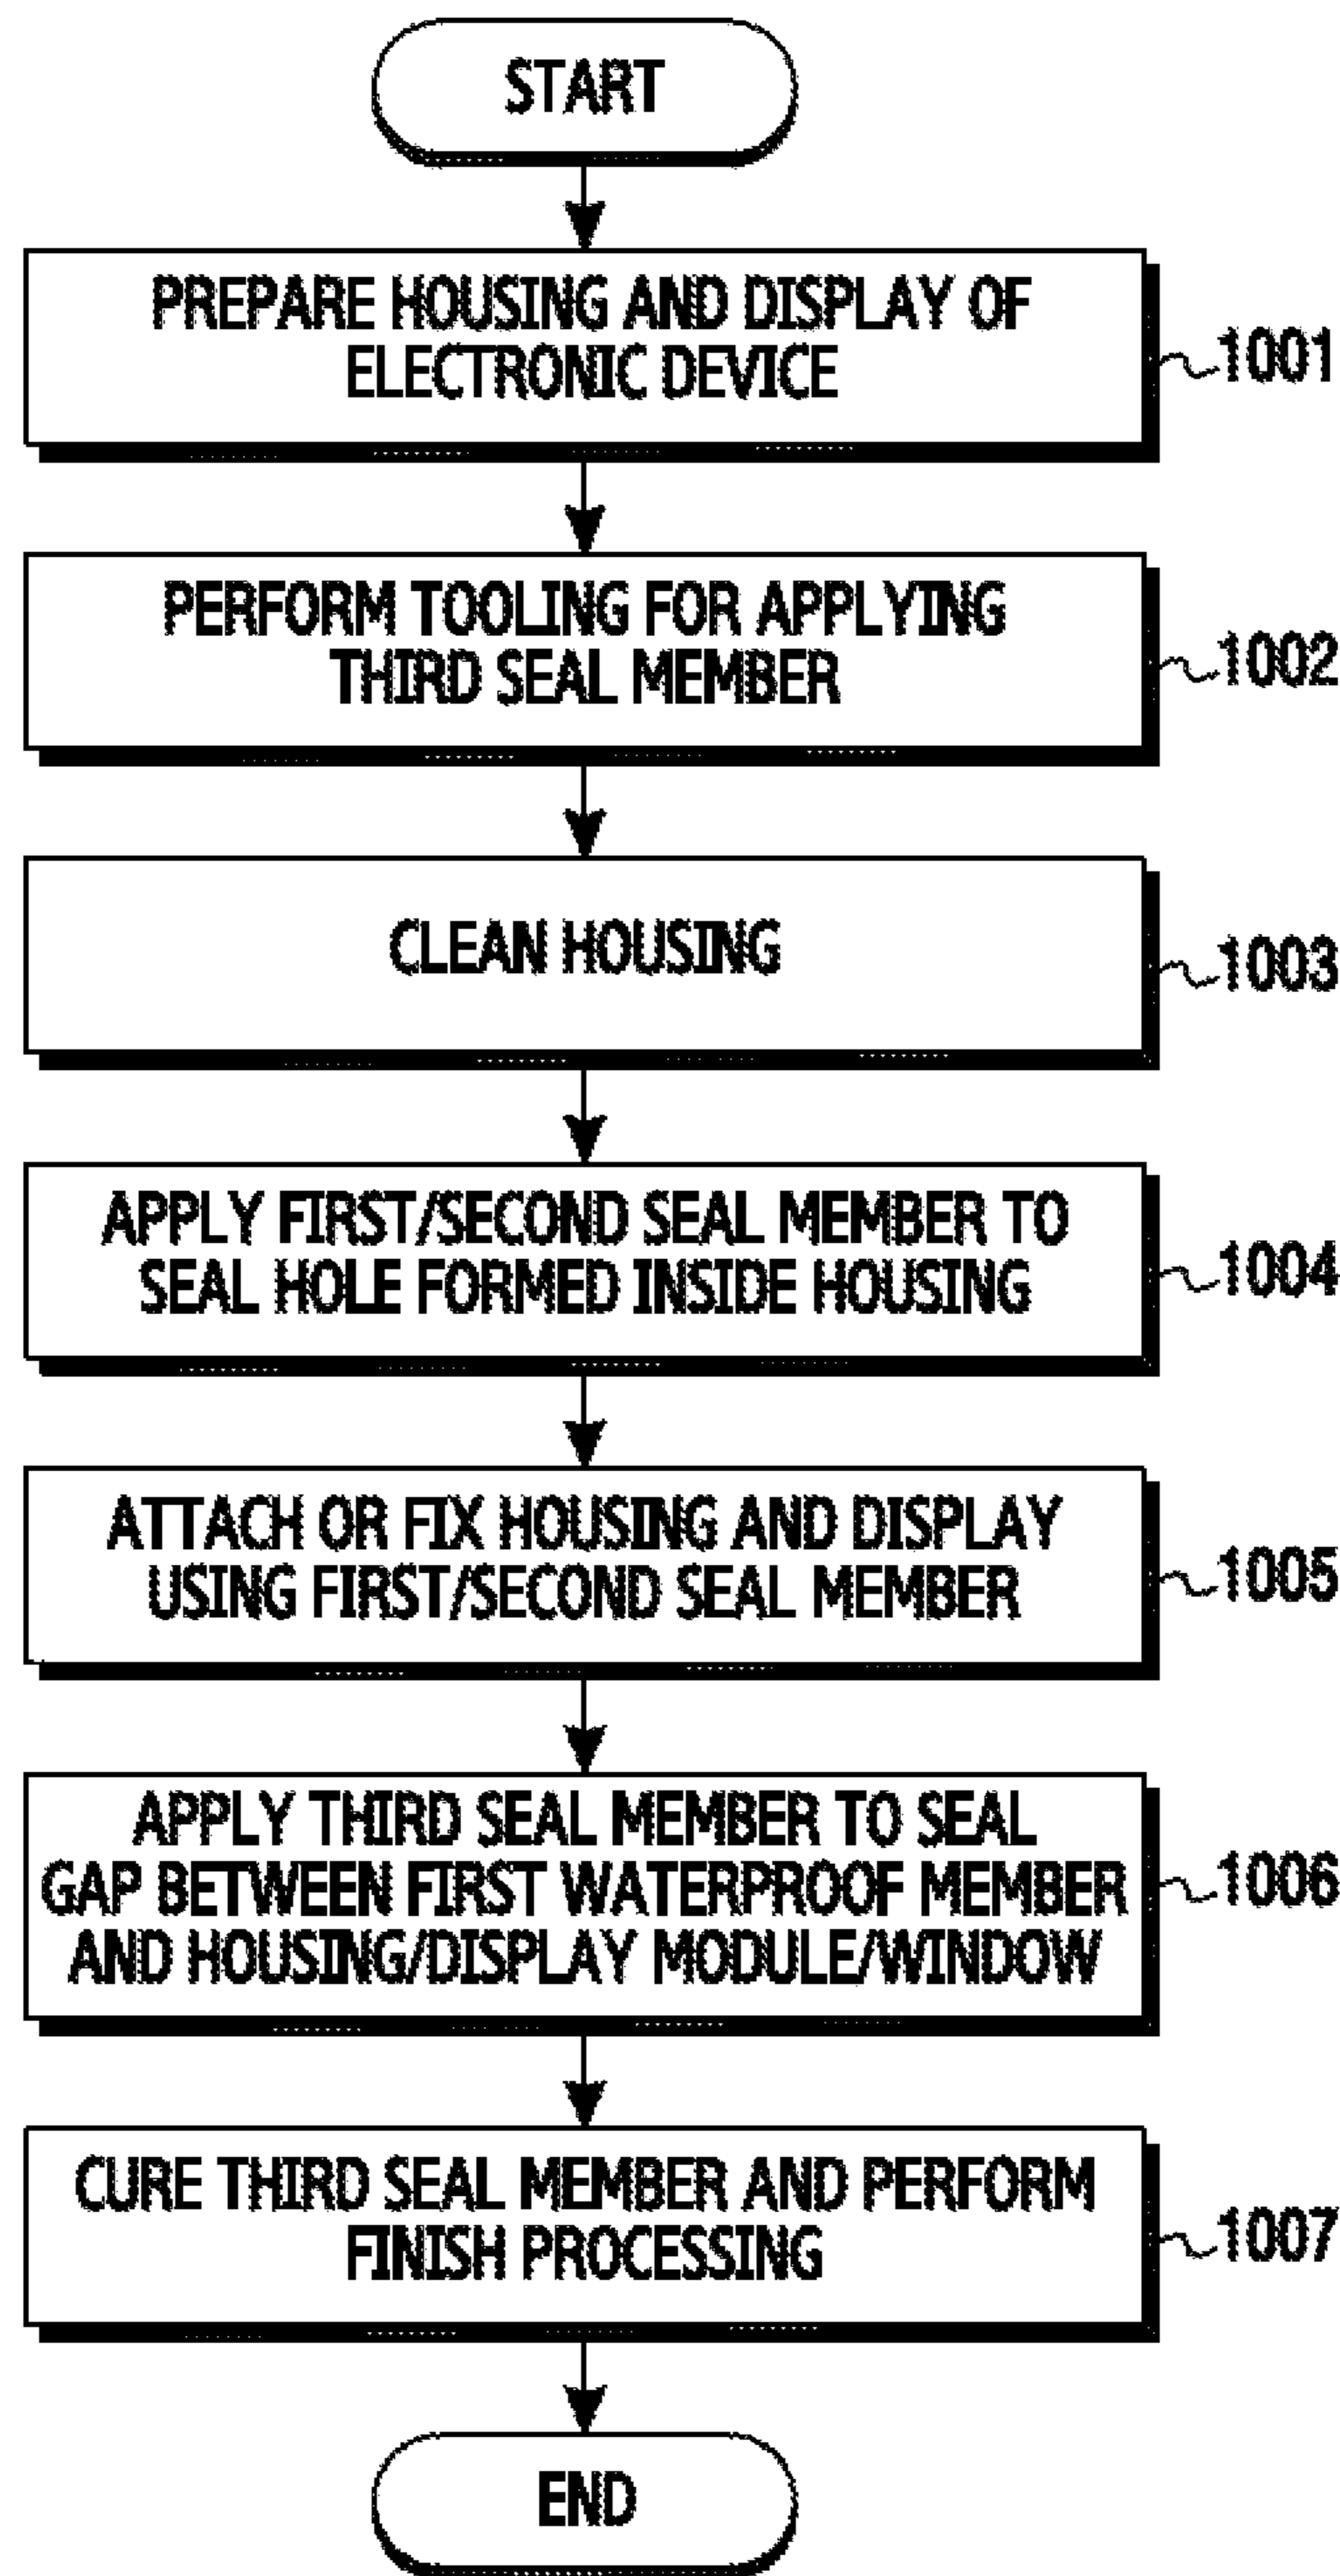 START
PREPARE HOUSING AND DISPLAY OF
ELECTRONIC DEVICE
1001
PERFORM TOOLING FOR APPLYING
THIRD SEAL MEMBER
1002
CLEAN HOUSING
1003
APPLY FIRST/SECOND SEAL MEMBER TO
SEAL HOLE FORMED INSIDE HOUSING
1004
ATTACH OR FIX HOUSING AND DISPLAY
USING FIRST/SECOND SEAL MEMBER
1005
APPLY THIRD SEAL MEMBER TO SEAL
GAP BETWEEN FIRST WATERPROOF MEMBER
AND HOUSING/DISPLAY MODULE/WINDOW
1006
CURE THIRD SEAL MEMBER AND PERFORM
FINISH PROCESSING
1007
END